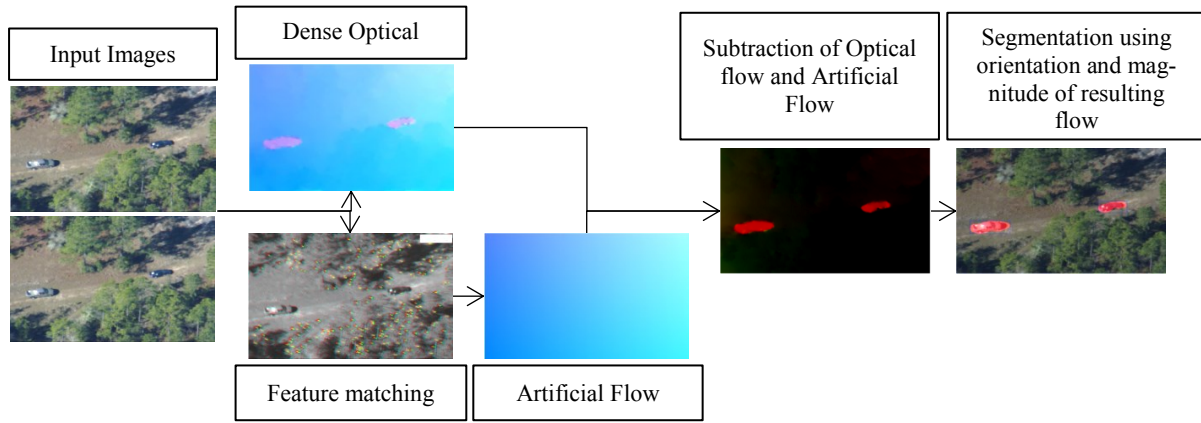 Input Images
Dense Optical
Subtraction of Optical
flow and Artificial
Flow
Segmentation using
orientation and mag-
nitude of resulting
flow
Feature matching
Artificial Flow